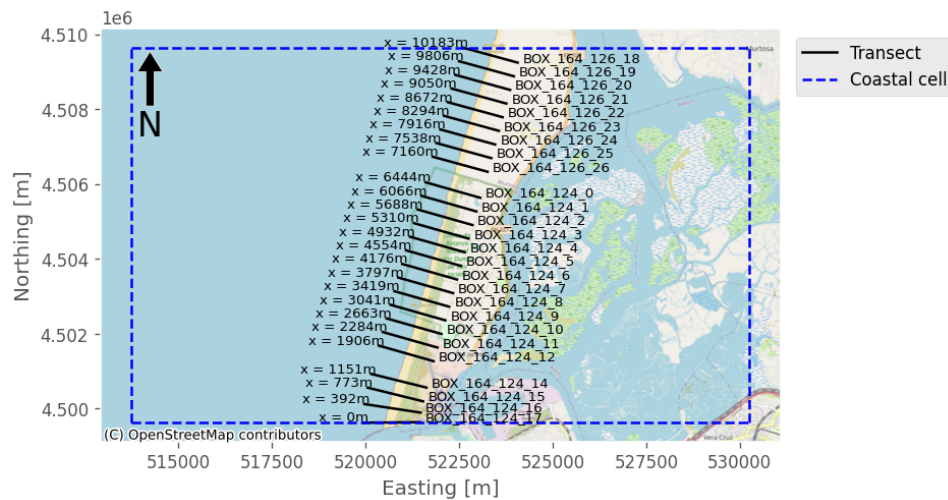 1e6
4.510
4.508
4.506
4.504
4.502
4.500
Northing [m]
N
x = 10183m
x = 9806m
x = 9428m
x = 9050m
x = 8672m
x = 8294m
x = 7916m
x = 7538m
x = 7160m
x = 6444m
x = 6066m
x = 5688m
x = 5310m
x = 4932m
x = 4554m
x = 4176m
x = 3797m
x = 3419m
x = 3041m
x = 2663m
x = 2284m
x = 1906m
x = 1151m
x = 773m
x = 392m
x = 0m
BOX_164_126_18
BOX_164_126_19
BOX_164_126_20
BOX_164_126_21
BOX_164_126_22
BOX_164_126_23
BOX_164_126_24
BOX_164_126_25
BOX_164_126_26
BOX_164_124_0
BOX_164_124_1
BOX_164_124_2
BOX_164_124_3
BOX_164_124_4
BOX_164_124_5
BOX_164_124_6
BOX_164_124_7
BOX_164_124_8
BOX_164_124_9
BOX_164_124_10
BOX_164_124_11
BOX_164_124_12
BOX_164_124_14
BOX_164_124_15
BOX_164_124_16
BOX_164_124_17
Murtosa
Vera Cruz
(C) OpenStreetMap contributors
515000 517500 520000 522500 525000 527500 530000
Easting [m]
Transect
Coastal cell